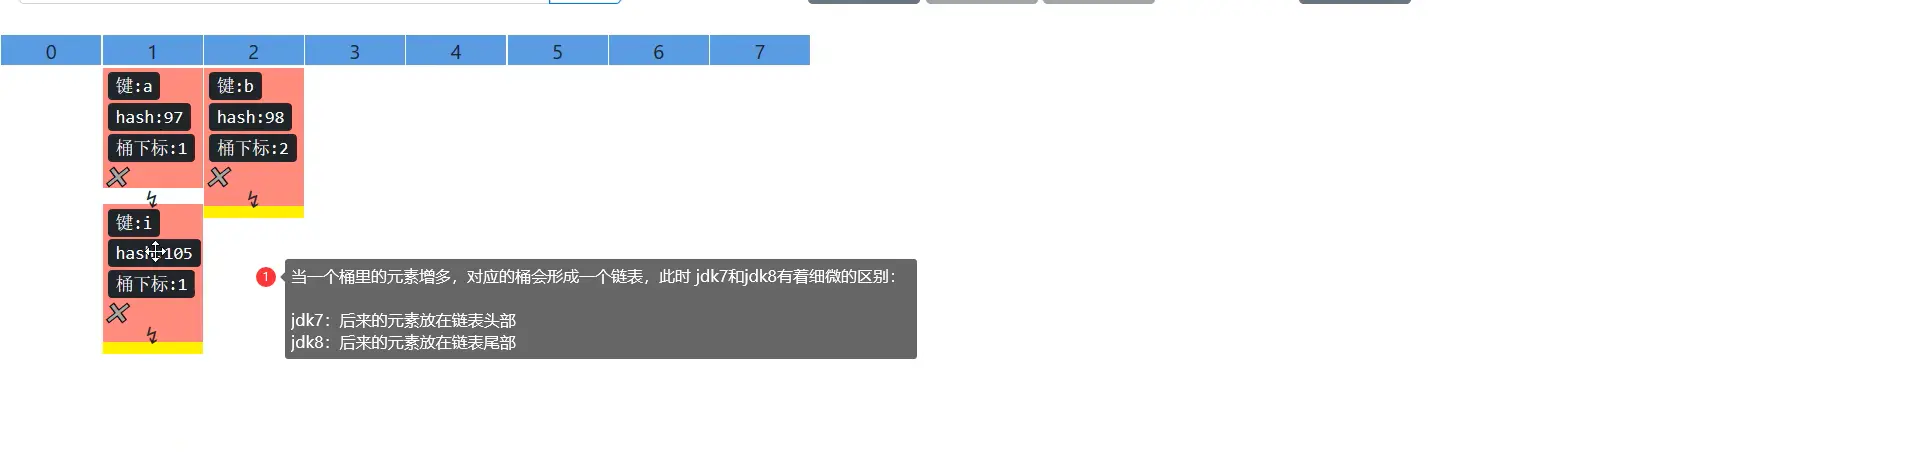 0 1 2 3 4 5 6 7
键:a 键:b
hash:97 hash:98
桶下标:1 桶下标:2
键:i
hash:105
桶下标:1
1
当一个桶里的元素增多，对应的桶会形成一个链表，此时 jdk7和jdk8有着细微的区别：
jdk7：后来的元素放在链表头部
jdk8：后来的元素放在链表尾部